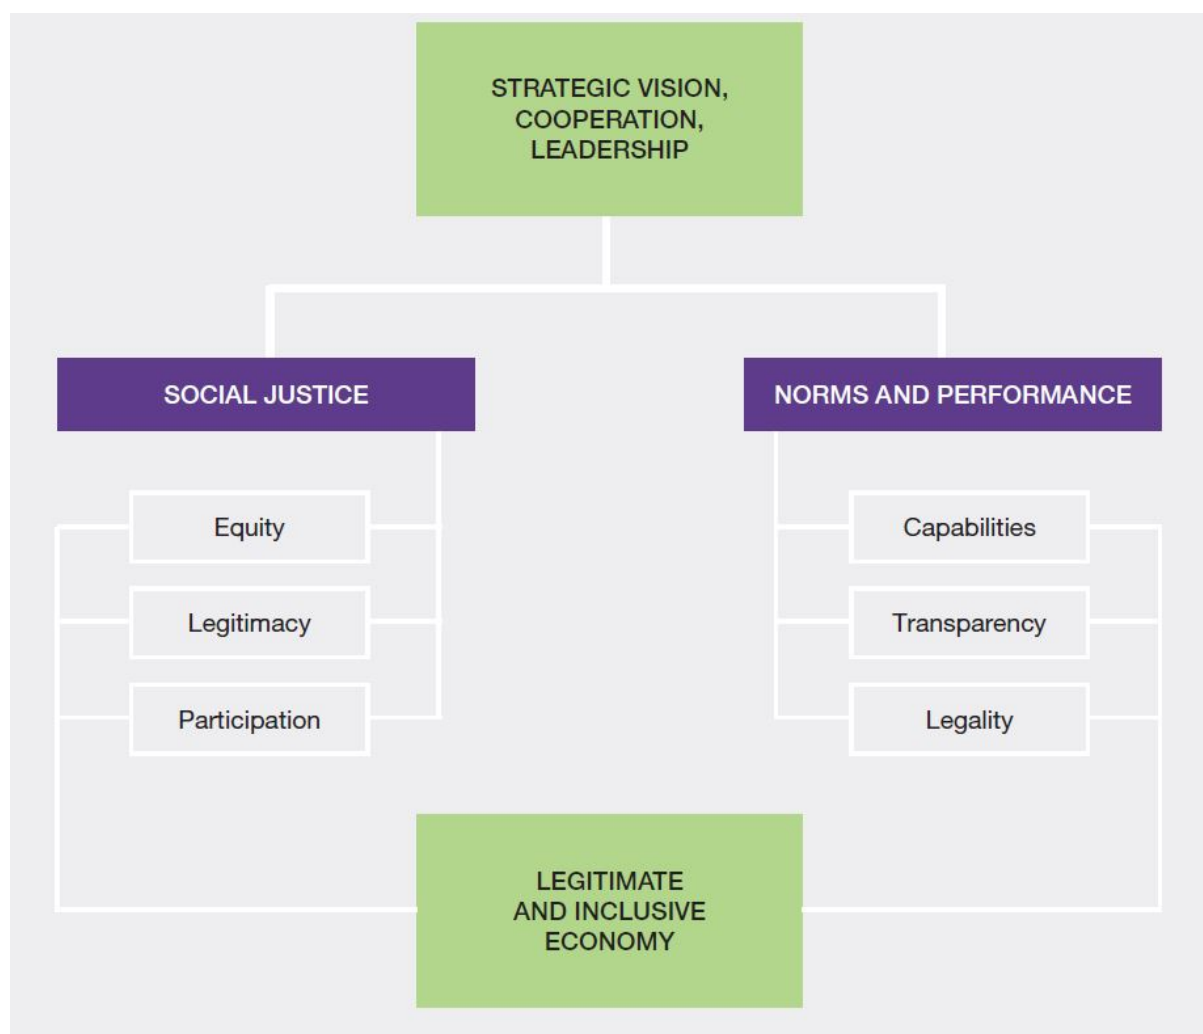 STRATEGIC VISION,
COOPERATION,
LEADERSHIP
SOCIAL JUSTICE
NORMS AND PERFORMANCE
Equity
Legitimacy
Participation
Capabilities
Transparency
Legality
LEGITIMATE
AND INCLUSIVE
ECONOMY